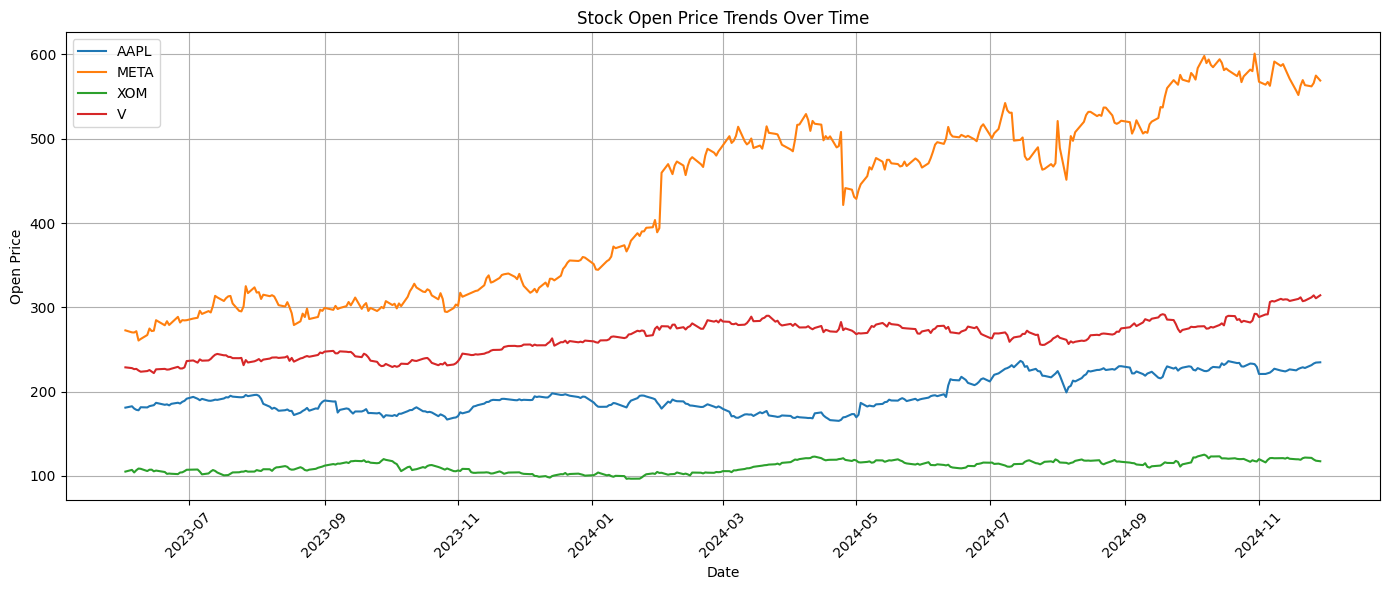 Stock Open Price Trends Over Time
AAPL
META
XOM
V
Open Price
600
500
400
300
200
100
2023-07
2023-09
2023-11
2024-01
2024-03
2024-05
2024-07
2024-09
2024-11
Date